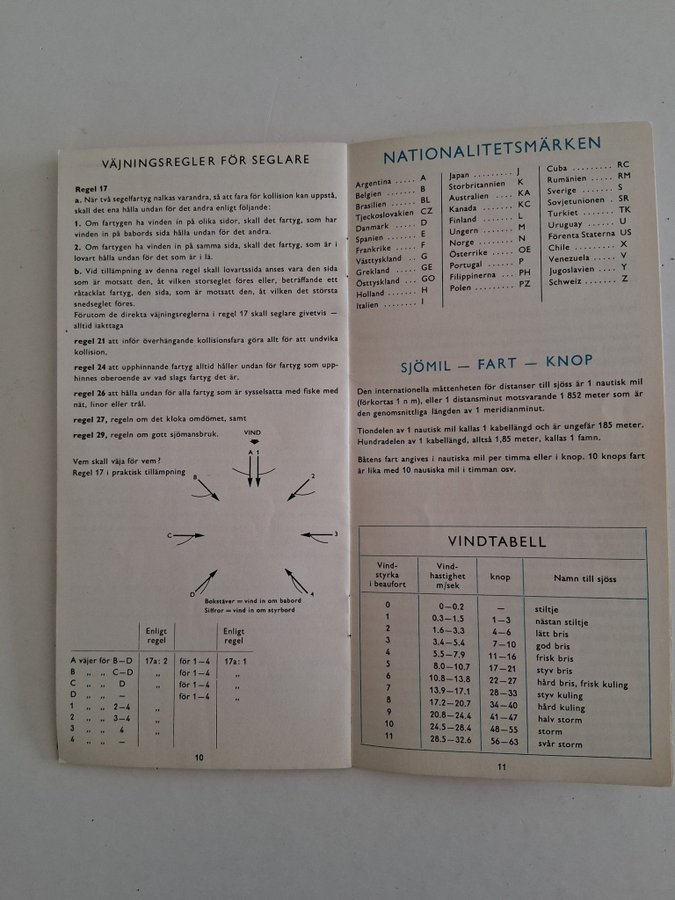 VÄJNINGSREGLER FÖR SEGLARE
Regel 17
a. När två segelfartyg nalkas varandra, så att fara för kollision kan uppstå,
skall det ena hålla undan för det andra enligt följande:
1. Om fartygen ha vinden in på olika sidor, skall det fartyg, som har
vinden in på babords sida hålla undan för det andra.
2. Om fartygen ha vinden in på samma sida, skall det fartyg, som är i
lovart hålla undan för det som är i lä.
b. Vid tillämpning av denna regel skall lovartssida anses vara den sida
som är motsatt den, åt vilken storseglet föres eller, beträffande ett
råtacklat fartyg, den sida, som är motsatt den, åt vilket det största
snedseglet föres.
Förutom de direkta väjningsreglerna i regel 17 skall seglare givetvis —
alltid iakttaga
regel 21 att inför överhängande kollisionsfara göra allt för att undvika
kollision,
regel 24 att upphinnande fartyg alltid håller undan för fartyg som upp-
hinnes oberoende av vad slags fartyg det är,
regel 26 att hålla undan för alla fartyg som är sysselsatta med fiske med
nät, linor eller trål.
regel 27, regeln om det kloka omdömet, samt
regel 29, regeln om gott sjömansbruk.
VIND
Vem skall väja för vem?
Regel 17 i praktisk tillämpning
A 1
B 2
C 3
D 4
Bokstäver = vind in om babord
Siffror = vind in om styrbord
Enligt regel Enligt regel
A väjer för B—D 17a: 2 för 1—4 17a: 1
B „ „ C—D „ för 1—4 „
C „ „ D „ för 1—4 „
D „ „ — för 1—4 „
1 „ „ 2—4 „
2 „ „ 3—4 „
3 „ „ 4 „
4 „ „ —
10
NATIONALITETSMÄRKEN
Argentina ..... A
Belgien ...... B
Brasilien ...... BL
Tjeckoslovakien CZ
Danmark ..... D
Spanien ...... E
Frankrike .... F
Västtyskland .. G
Grekland .... GE
Östtyskland ... GO
Holland ...... H
Italien ....... I
Japan ......... J
Storbritannien K
Australien .... KA
Kanada ...... KC
Finland ....... L
Ungern ...... M
Norge ....... N
Österrike .... OE
Portugal ..... P
Filippinerna ... PH
Polen ........ PZ
Cuba ......... RC
Rumänien .... RM
Sverige ....... S
Sovjetunionen . SR
Turkiet ...... TK
Uruguay ..... U
Förenta Staterna US
Chile ........ X
Venezuela .... V
Jugoslavien ... Y
Schweiz ...... Z
SJÖMIL — FART — KNOP
Den internationella måttenheten för distanser till sjöss är 1 nautisk mil
(förkortas 1 n m), eller 1 distansminut motsvarande 1 852 meter som är
den genomsnittliga längden av 1 meridianminut.
Tiondelen av 1 nautisk mil kallas 1 kabellängd och är ungefär 185 meter.
Hundradelen av 1 kabellängd, alltså 1,85 meter, kallas 1 famn.
Båtens fart angives i nautiska mil per timma eller i knop. 10 knops fart
är lika med 10 nautiska mil i timman osv.
VINDTABELL
Vind-
styrka
i beaufort
Vind-
hastighet
m/sek
knop
Namn till sjöss
0 0—0.2 — stiltje
1 0.3—1.5 1—3 nästan stiltje
2 1.6—3.3 4—6 lätt bris
3 3.4—5.4 7—10 god bris
4 5.5—7.9 11—16 frisk bris
5 8.0—10.7 17—21 styv bris
6 10.8—13.8 22—27 hård bris, frisk kuling
7 13.9—17.1 28—33 styv kuling
8 17.2—20.7 34—40 hård kuling
9 20.8—24.4 41—47 halv storm
10 24.5—28.4 48—55 storm
11 28.5—32.6 56—63 svår storm
11